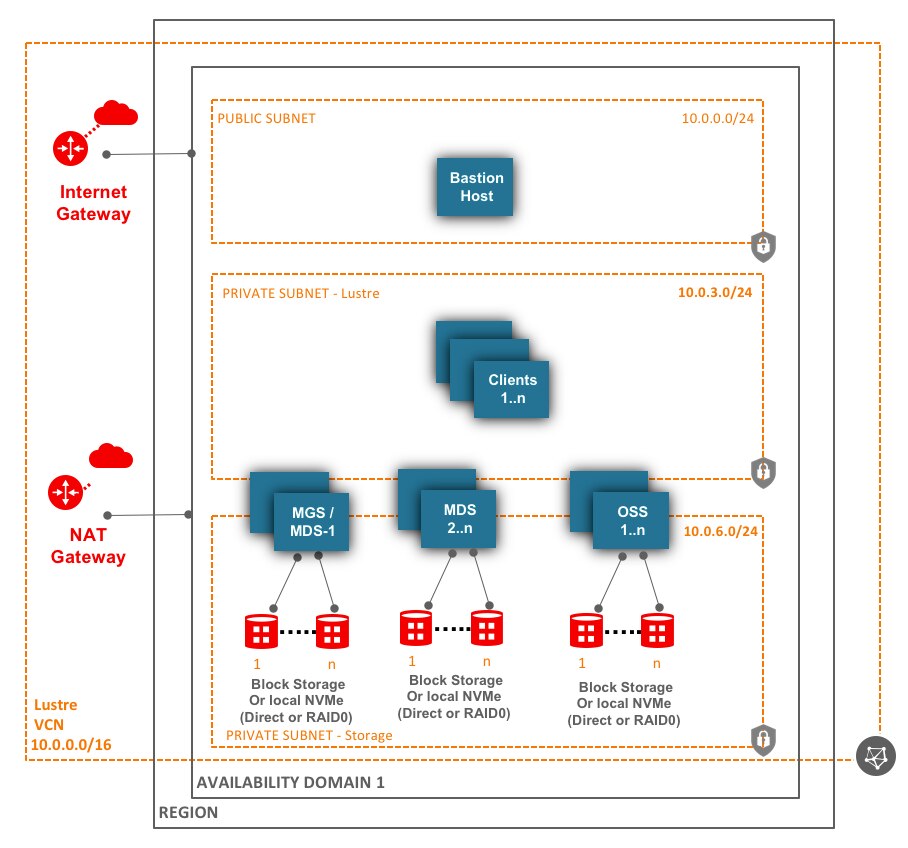 PUBLIC SUBNET
10.0.0.0/24
Bastion
Host
Internet
Gateway
PRIVATE SUBNET - Lustre
10.0.3.0/24
Clients
1..n
NAT
Gateway
MGS /
MDS-1
MDS
2..n
OSS
1..n
10.0.6.0/24
1
n
1
n
1
n
Block Storage
Or local NVMe
(Direct or RAID0)
Block Storage
Or local NVMe
(Direct or RAID0)
Block Storage
Or local NVMe
(Direct or RAID0)
PRIVATE SUBNET - Storage
Lustre
VCN
10.0.0.0/16
AVAILABILITY DOMAIN 1
REGION